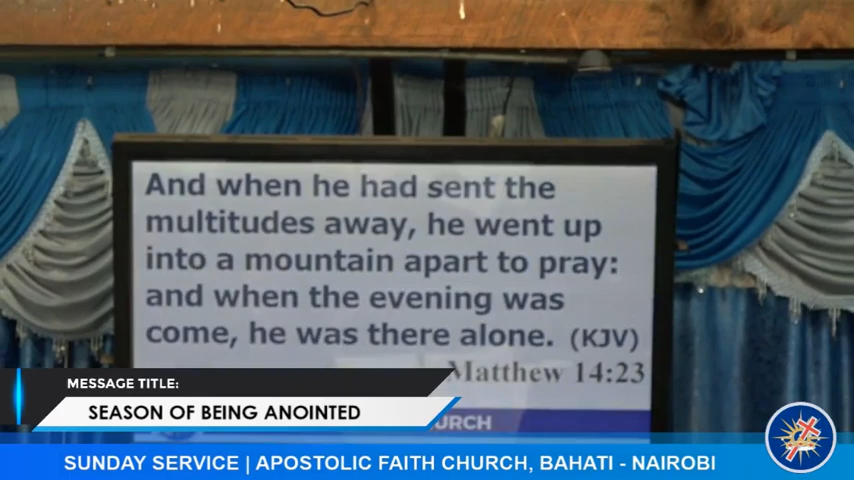 And when he had sent the
multitudes away, he went up
into a mountain apart to pray:
and when the evening was
come, he was there alone. (KJV)
Matthew 14:23
URCH
MESSAGE TITLE:
SEASON OF BEING ANOINTED
SUNDAY SERVICE | APOSTOLIC FAITH CHURCH, BAHATI - NAIROBI